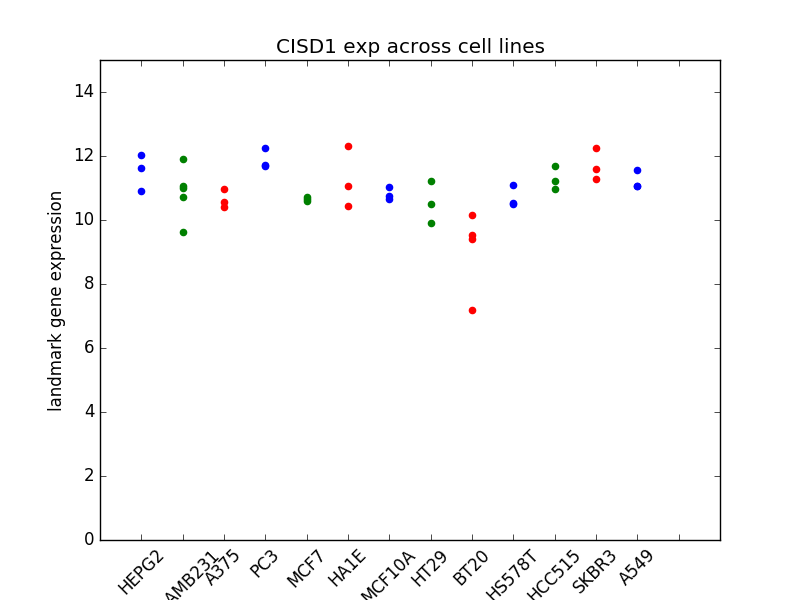 CISD1 exp across cell lines
landmark gene expression
14
12
10
8
6
4
2
0
HEPG2
AMB231
A375
PC3
MCF7
HA1E
MCF10A
HT29
BT20
HS578T
HCC515
SKBR3
A549